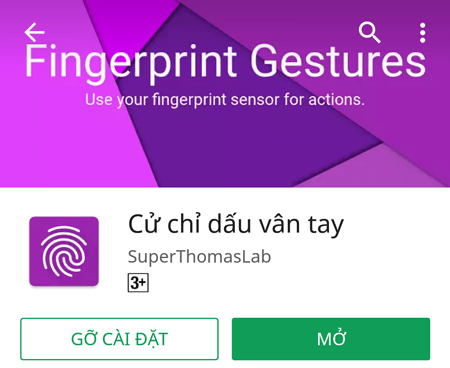 Fingerprint Gestures
Use your fingerprint sensor for actions.
Cử chỉ dấu vân tay
SuperThomasLab
3+
GỠ CÀI ĐẶT
MỞ